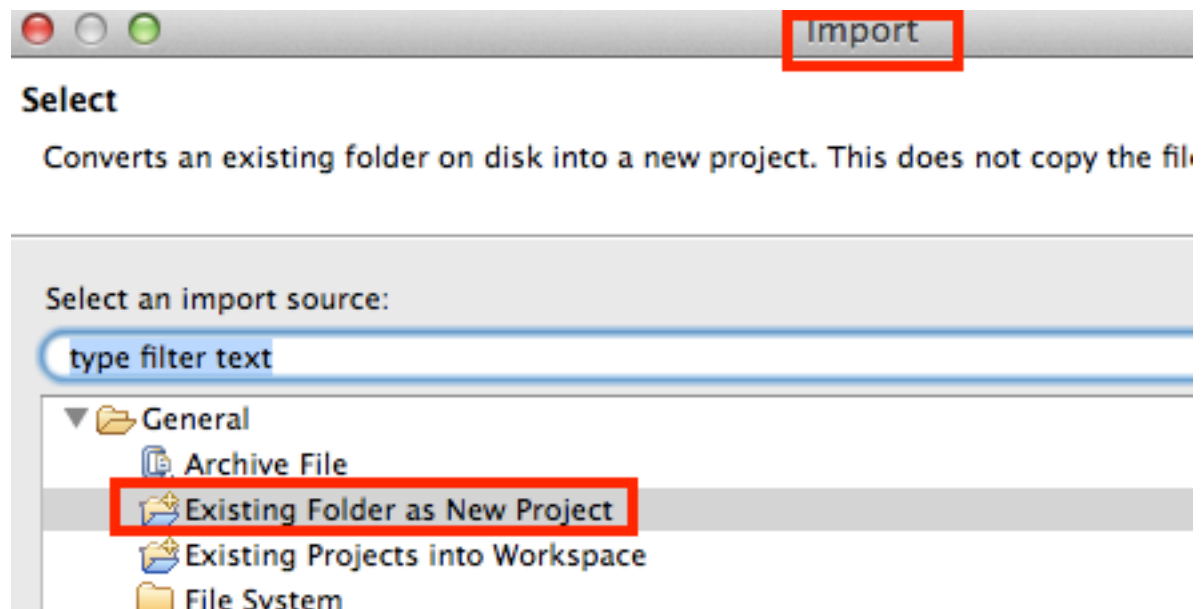 Import
Select
Converts an existing folder on disk into a new project. This does not copy the
Select an import source:
type filter text
General
Archive File
Existing Folder as New Project
Existing Projects into Workspace
File System